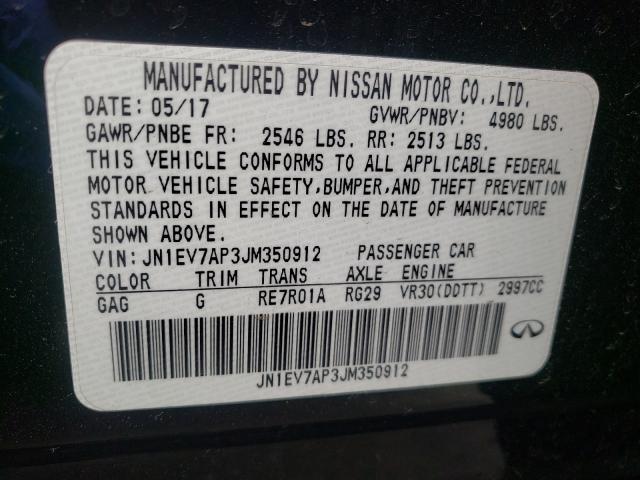 MANUFACTURED BY NISSAN MOTOR CO.,LTD.
DATE: 05/17 GVWR/PNBV: 4980 LBS.
GAWR/PNBE FR: 2546 LBS. RR: 2513 LBS.
THIS VEHICLE CONFORMS TO ALL APPLICABLE FEDERAL
MOTOR VEHICLE SAFETY,BUMPER,AND THEFT PREVENTION
STANDARDS IN EFFECT ON THE DATE OF MANUFACTURE
SHOWN ABOVE.
VIN: JN1EV7AP3JM350912 PASSENGER CAR
COLOR TRIM TRANS AXLE ENGINE
GAG G RE7R01A RG29 VR30(DDTT) 2997CC
JN1EV7AP3JM350912